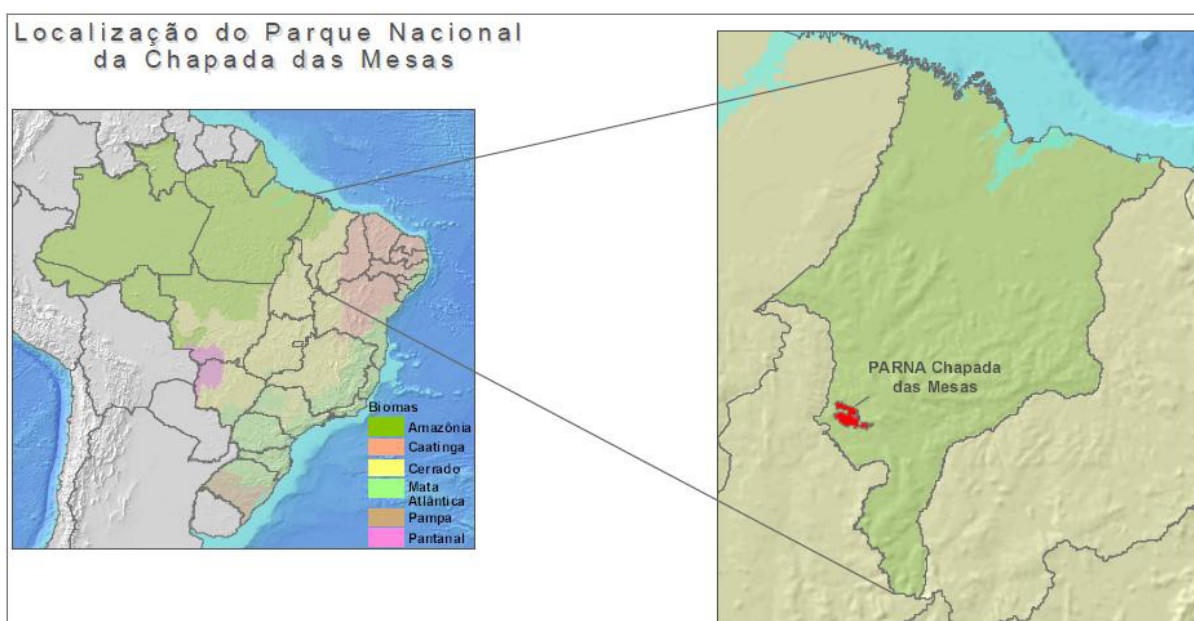 Localização do Parque Nacional
da Chapada das Mesas
Biomas
Amazônia
Caatinga
Cerrado
Mata
Atlântica
Pampa
Pantanal
PARNA Chapada
das Mesas